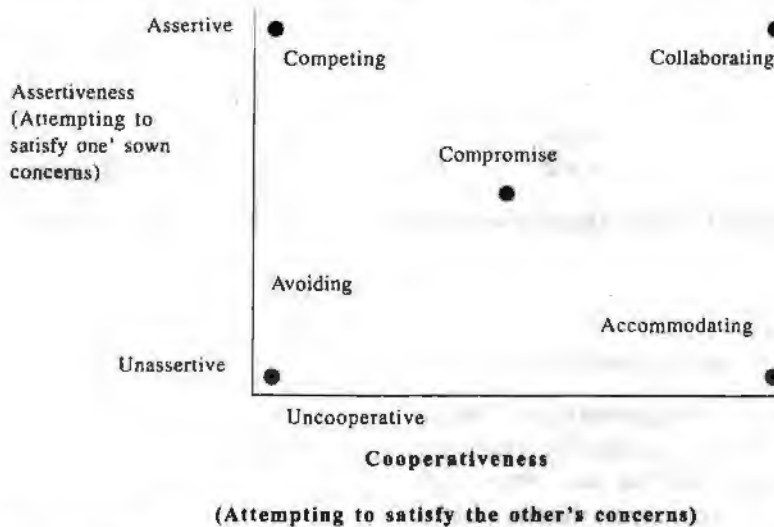 Assertive
Competing
Collaborating
Assertiveness
(Attempting to
satisfy one' sown
concerns)
Compromise
Avoiding
Accommodating
Unassertive
Uncooperative
Cooperativeness
(Attempting to satisfy the other's concerns)